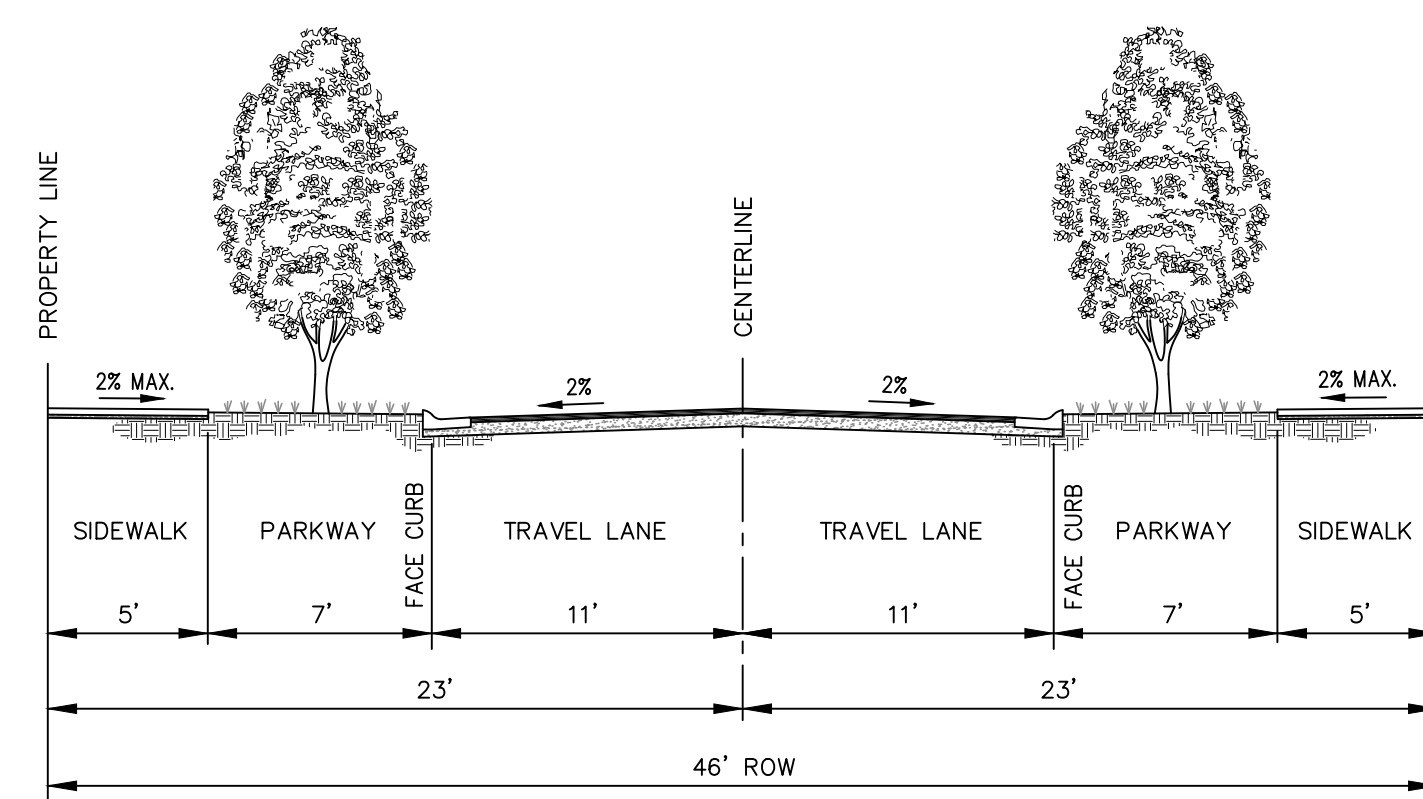 PROPERTY LINE
CENTERLINE
2% MAX.
2%
2%
2% MAX.
SIDEWALK
PARKWAY
FACE CURB
TRAVEL LANE
TRAVEL LANE
FACE CURB
PARKWAY
SIDEWALK
5'
7'
11'
11'
7'
5'
23'
23'
46' ROW